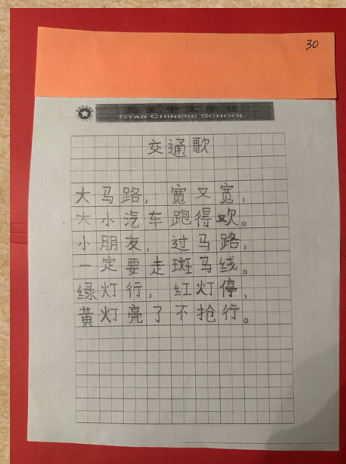 30
STAR CHINESE SCHOOL
交通歌
大马路，宽又宽，
大小汽车跑得欢。
小朋友，过马路，
一定要走斑马线。
绿灯行，红灯停，
黄灯亮了不抢行。